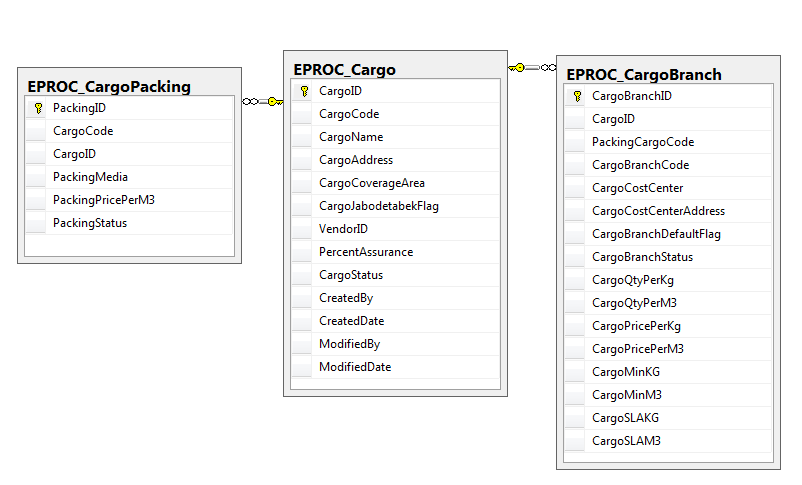 EPROC_CargoPacking
PackingID
CargoCode
CargoID
PackingMedia
PackingPricePerM3
PackingStatus
EPROC_Cargo
CargoID
CargoCode
CargoName
CargoAddress
CargoCoverageArea
CargoJabodetabekFlag
VendorID
PercentAssurance
CargoStatus
CreatedBy
CreatedDate
ModifiedBy
ModifiedDate
EPROC_CargoBranch
CargoBranchID
CargoID
PackingCargoCode
CargoBranchCode
CargoCostCenter
CargoCostCenterAddress
CargoBranchDefaultFlag
CargoBranchStatus
CargoQtyPerKg
CargoQtyPerM3
CargoPricePerKg
CargoPricePerM3
CargoMinKG
CargoMinM3
CargoSLAKG
CargoSLAM3